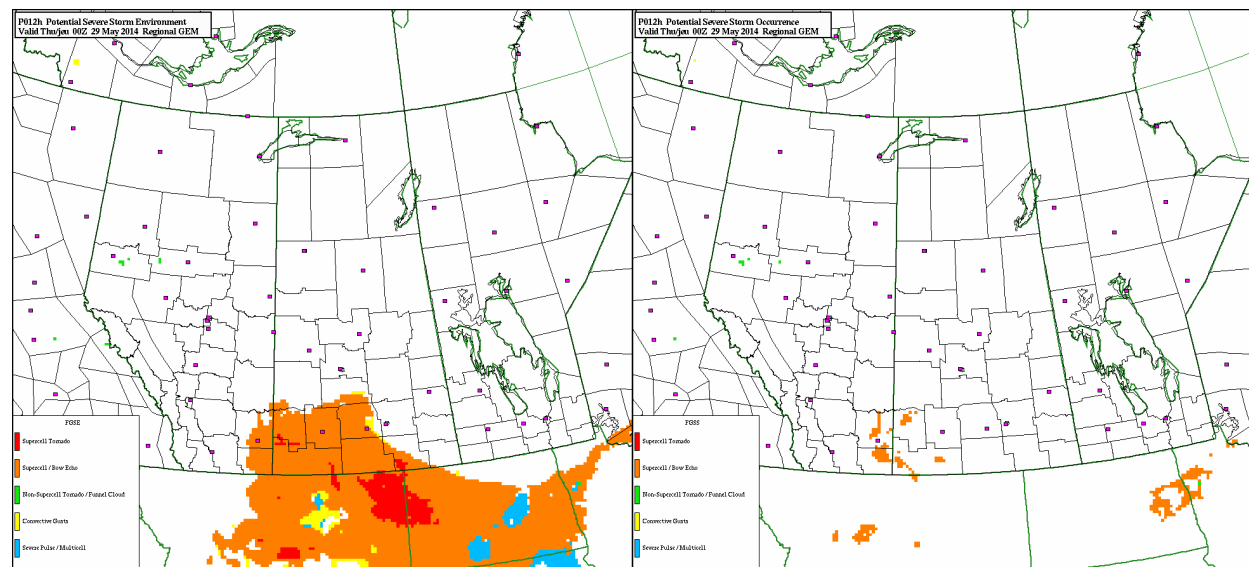 P012h Potential Severe Storm Environment
Valid Thu/jeu 00Z 29 May 2014 Regional GEM
FGSE
Supercell Tornado
Supercell / Bow Echo
Non-Supercell Tornado / Funnel Cloud
Convective Gusts
Severe Pulse / Multicell
P012h Potential Severe Storm Occurrence
Valid Thu/jeu 00Z 29 May 2014 Regional GEM
FGSS
Supercell Tornado
Supercell / Bow Echo
Non-Supercell Tornado / Funnel Cloud
Convective Gusts
Severe Pulse / Multicell